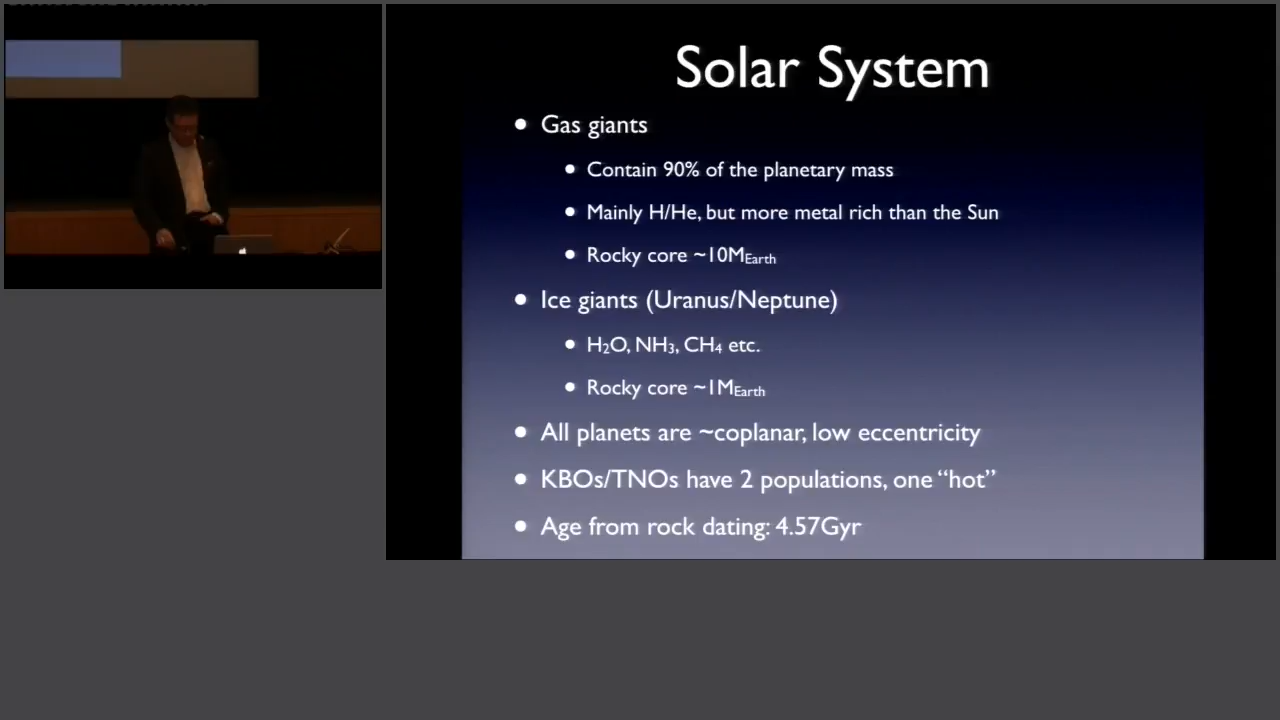 Solar System
• Gas giants
• Contain 90% of the planetary mass
• Mainly H/He, but more metal rich than the Sun
• Rocky core ~10M_Earth
• Ice giants (Uranus/Neptune)
• H₂O, NH₃, CH₄ etc.
• Rocky core ~1M_Earth
• All planets are ~coplanar, low eccentricity
• KBOs/TNOs have 2 populations, one “hot”
• Age from rock dating: 4.57Gyr